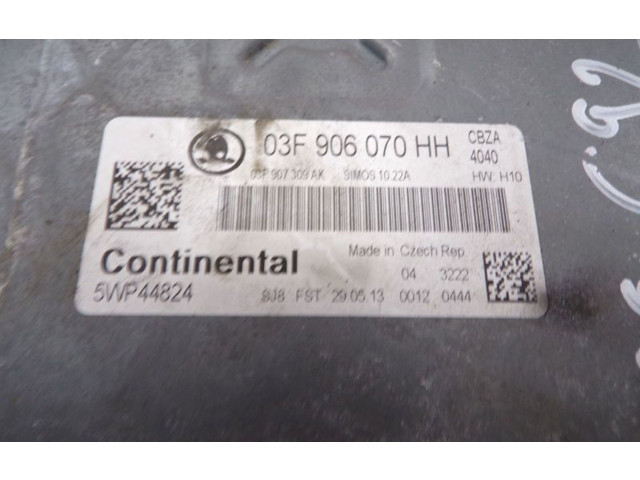 03F 906 070 HH CBZA
4040
03F 907 309 AK SIMOS 10.22A HW: H10
Continental Made in Czech Rep
04 3222
5WP44824 SJ8 FST 29.05.13 0012 0444